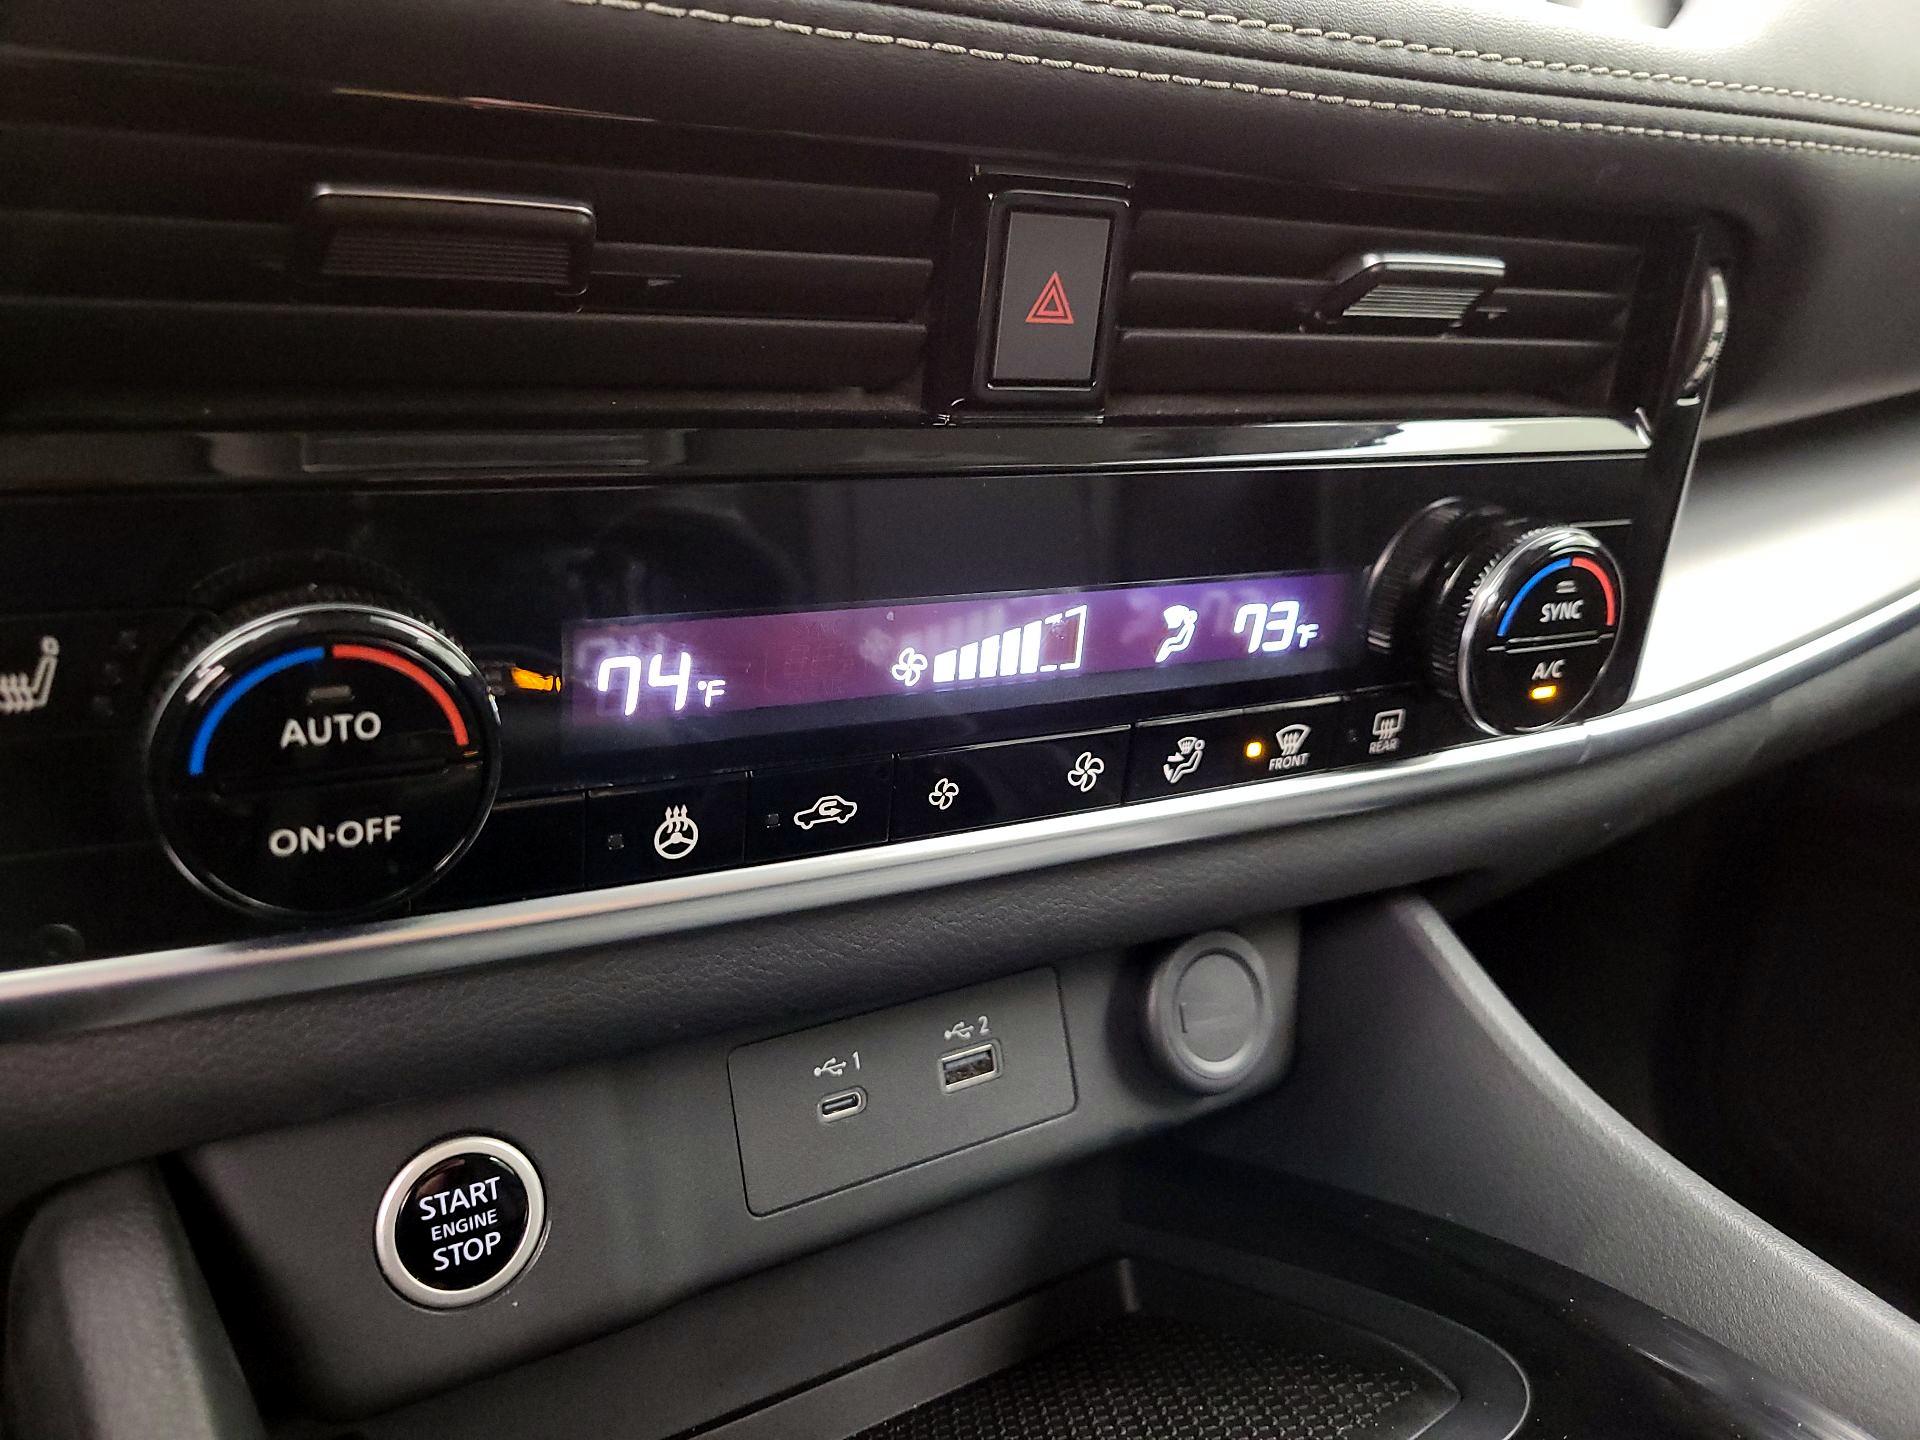 74°F
73°F
SYNC
A/C
AUTO
ON·OFF
FRONT
REAR
1
2
START
ENGINE
STOP